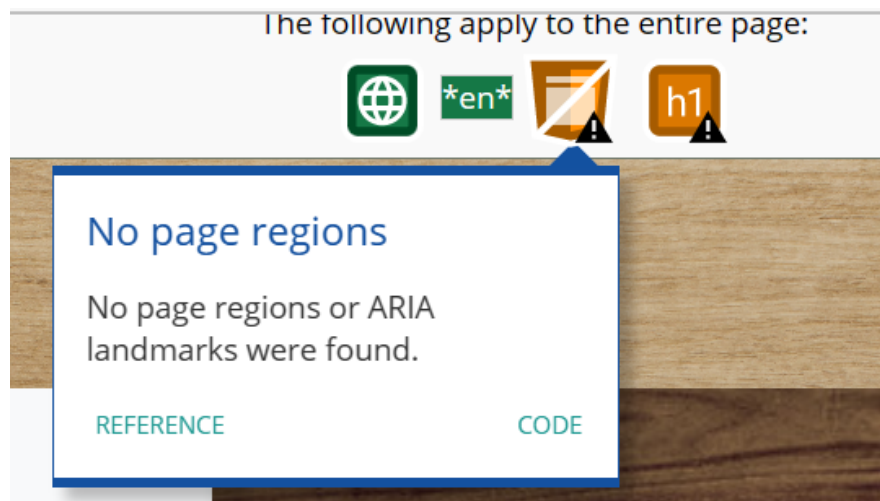 The following apply to the entire page:
*en*
h1
No page regions
No page regions or ARIA
landmarks were found.
REFERENCE
CODE